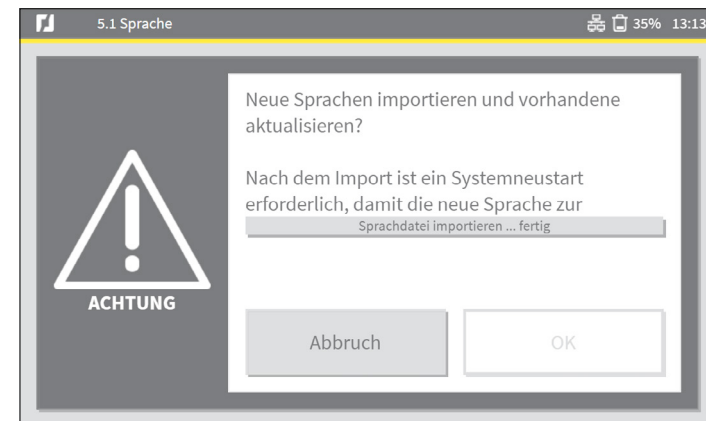 5.1 Sprache
35% 13:13
Neue Sprachen importieren und vorhandene
aktualisieren?
Nach dem Import ist ein Systemneustart
erforderlich, damit die neue Sprache zur
Sprachdatei importieren ... fertig
ACHTUNG
Abbruch
OK